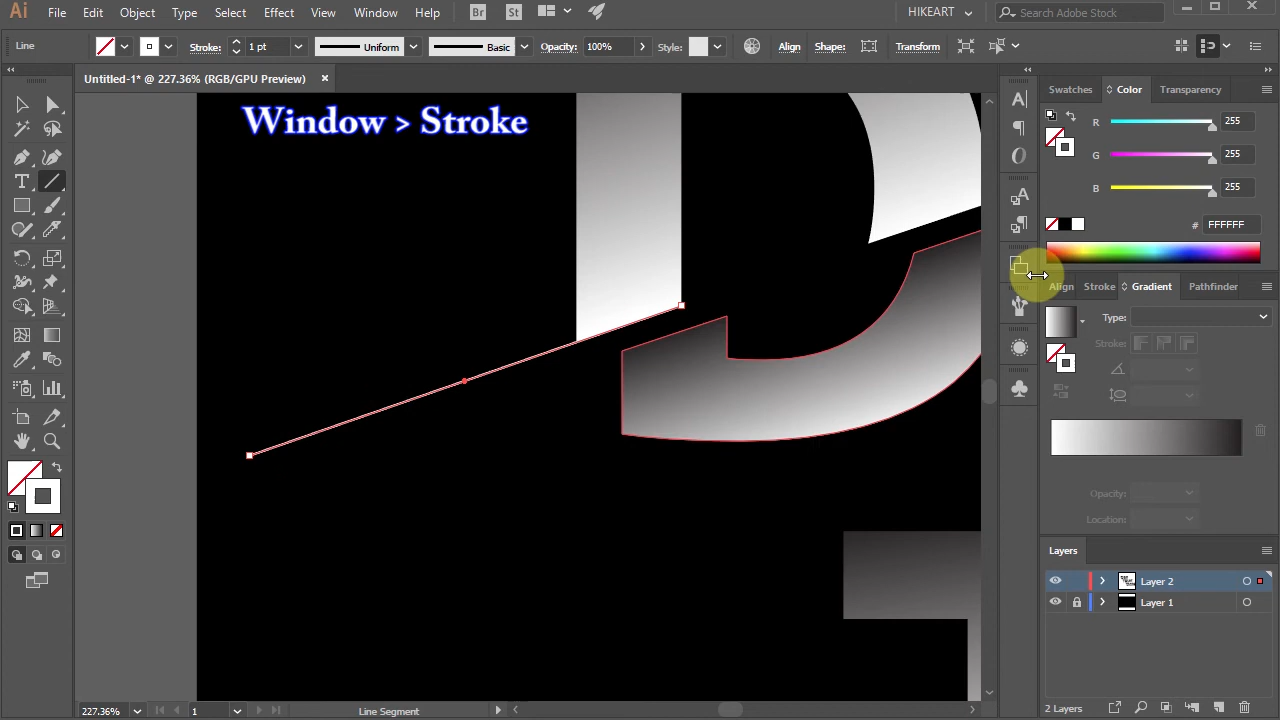 Ai File Edit Object Type Select Effect View Window Help Br St HIKEART Search Adobe Stock
Line Stroke: 1 pt Uniform Basic Opacity: 100% Style: Align Shape: Transform
Untitled-1* @ 227.36% (RGB/GPU Preview)
Swatches Color Transparency
Window > Stroke
R 255
G 255
B 255
# FFFFFF
Align Stroke Gradient Pathfinder
Type:
Stroke:
Opacity:
Location:
Layers
Layer 2
Layer 1
227.36% 1 Line Segment 2 Layers